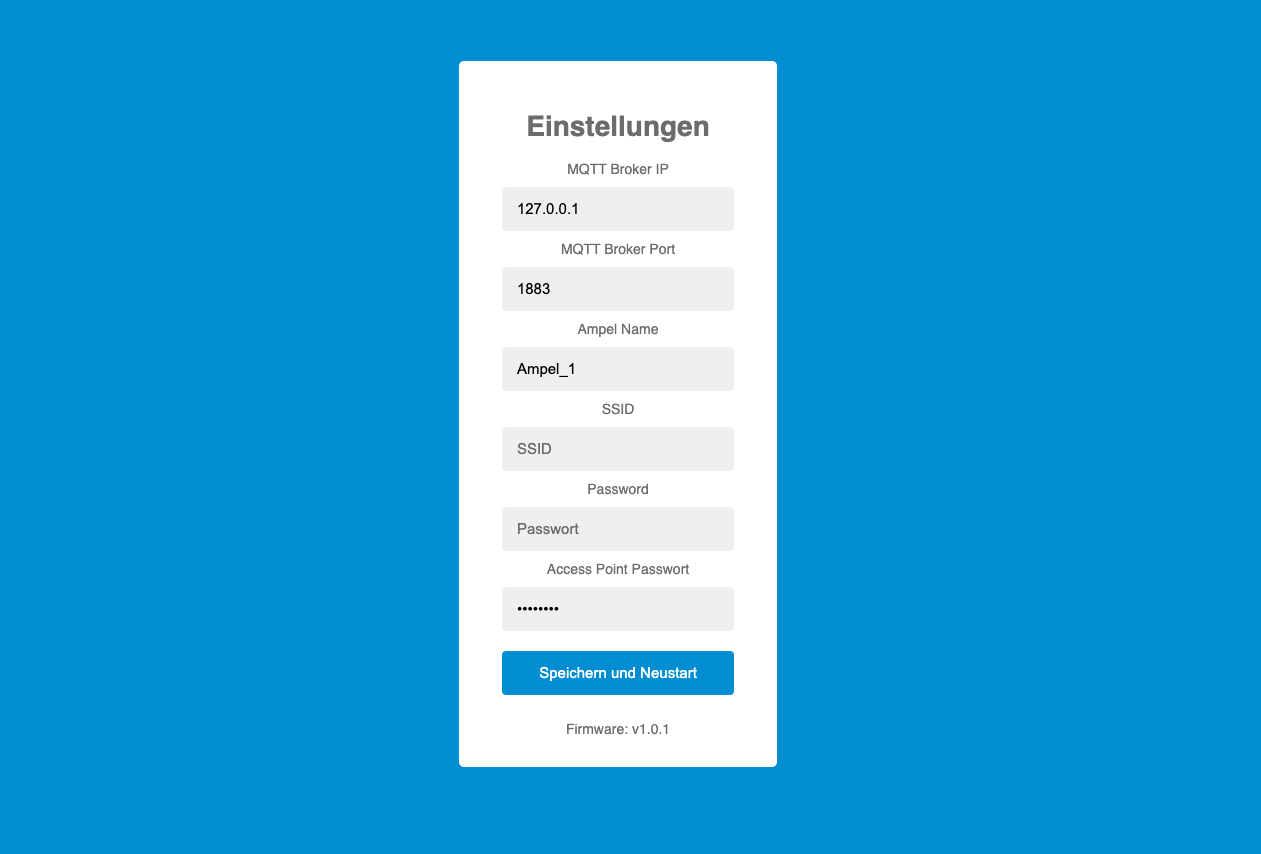 Einstellungen
MQTT Broker IP
127.0.0.1
MQTT Broker Port
1883
Ampel Name
Ampel_1
SSID
SSID
Password
Passwort
Access Point Passwort
••••••••
Speichern und Neustart
Firmware: v1.0.1